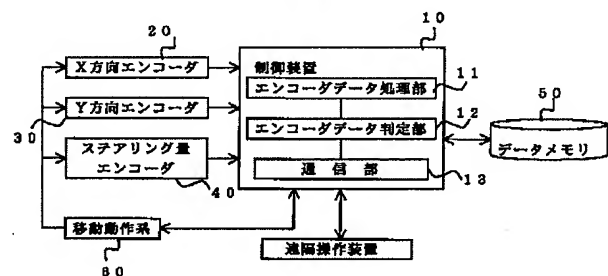 10
20
X方向エンコーダ
制御装置
11
エンコーダデータ処理部
Y方向エンコーダ
30
12
エンコーダデータ判定部
50
データメモリ
ステアリング量
エンコーダ
40
通信部
13
移動動作系
60
遠隔操作装置